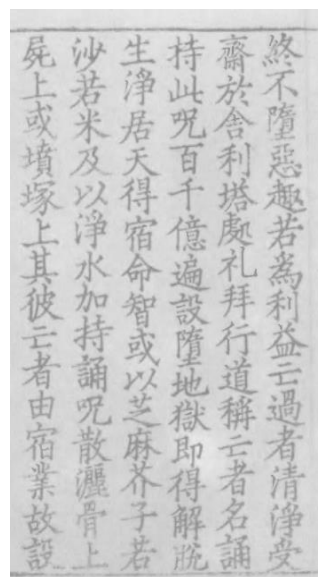 終不墮惡趣若爲利益亡過者清淨受
齋於舍利塔處礼拜行道稱亡者名誦
持此呪百千億遍設墮地獄即得解脫
生淨居天得宿命智或以芝麻芥子若
沙若米及以淨水加持誦呪散灑骨上
屍上或墳塚上其彼亡者由宿業故設